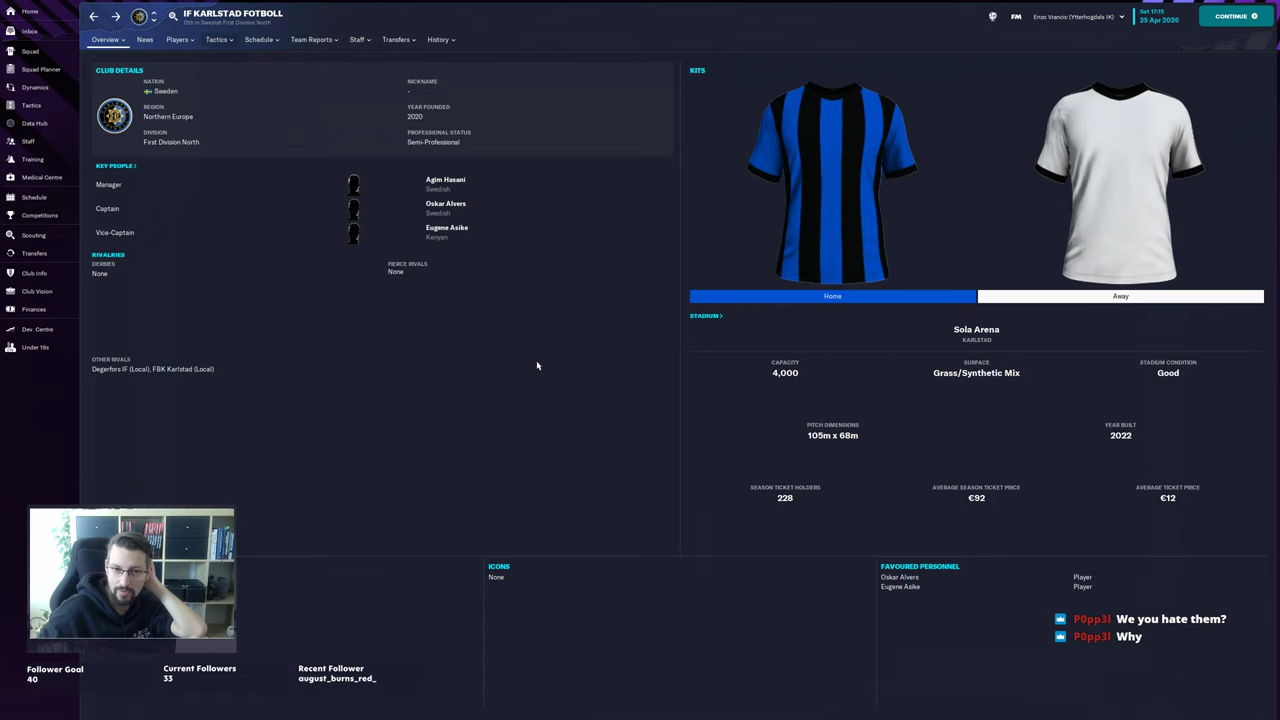 Home
Inbox
Squad
Squad Planner
Dynamics
Tactics
Data Hub
Staff
Training
Medical Centre
Schedule
Competitions
Scouting
Transfers
Club Info
Club Vision
Finances
Dev. Centre
Under 19s
IF KARLSTAD FOTBOLL
12th in Swedish First Division North
FM
Enzo Vrancic (Ytterhogdals IK)
Sat 17:15
25 Apr 2026
CONTINUE
Overview
News
Players
Tactics
Schedule
Team Reports
Staff
Transfers
History
CLUB DETAILS
NATION
Sweden
NICKNAME
-
REGION
Northern Europe
YEAR FOUNDED
2020
DIVISION
First Division North
PROFESSIONAL STATUS
Semi-Professional
KEY PEOPLE >
Manager
Agim Hasani
Swedish
Captain
Oskar Alvers
Swedish
Vice-Captain
Eugene Asike
Kenyan
RIVALRIES
DERBIES
None
FIERCE RIVALS
None
OTHER RIVALS
Degerfors IF (Local), FBK Karlstad (Local)
KITS
Home
Away
STADIUM >
Sola Arena
KARLSTAD
CAPACITY
4,000
SURFACE
Grass/Synthetic Mix
STADIUM CONDITION
Good
PITCH DIMENSIONS
105m x 68m
YEAR BUILT
2022
SEASON TICKET HOLDERS
228
AVERAGE SEASON TICKET PRICE
€92
AVERAGE TICKET PRICE
€12
ICONS
None
FAVOURED PERSONNEL
Oskar Alvers Player
Eugene Asike Player
P0pp3l We you hate them?
P0pp3l Why
Follower Goal
40
Current Followers
33
Recent Follower
august_burns_red_